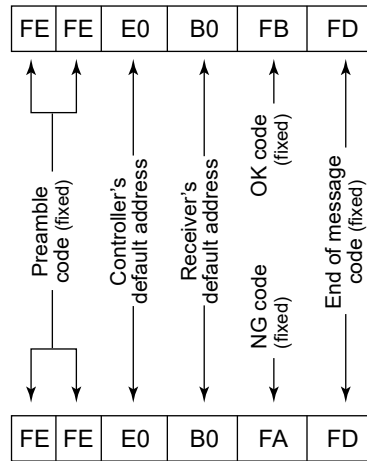 FE FE E0 B0 FB FD
Preamble
code (fixed)
Controller's
default address
Receiver's
default address
OK code
(fixed)
NG code
(fixed)
End of message
code (fixed)
FE FE E0 B0 FA FD